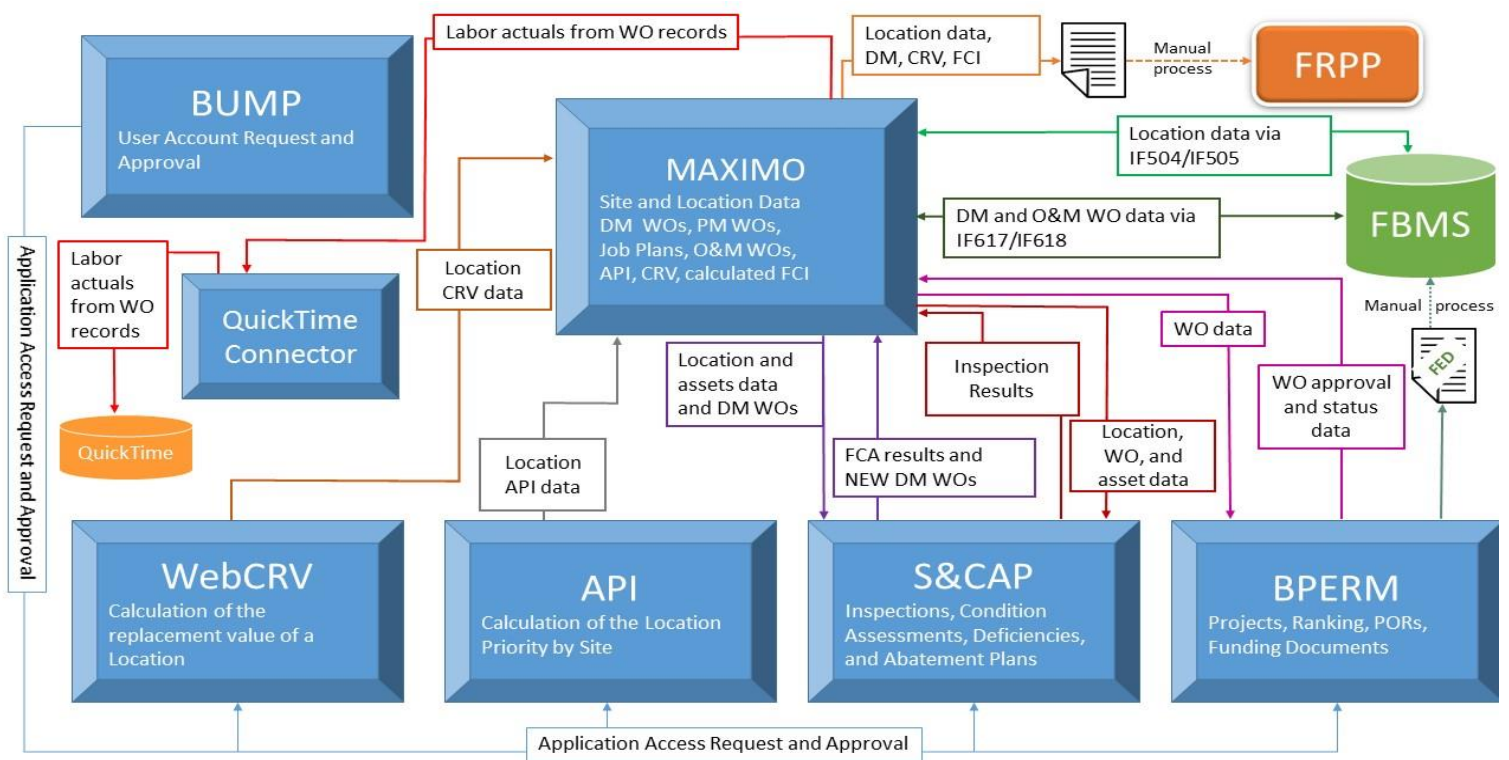 Labor actuals from WO records
Location data,
DM, CRV, FCI
Manual
process
FRPP
BUMP
User Account Request and
Approval
MAXIMO
Site and Location Data
DM WOs, PM WOs,
Job Plans, O&M WOs,
API, CRV, calculated FCI
Location data via
IF504/IF505
DM and O&M WO data via
IF617/IF618
FBMS
Application Access Request and Approval
Labor
actuals
from WO
records
QuickTime
Connector
QuickTime
Location
CRV data
Location
API data
Location and
assets data
and DM WOs
FCA results and
NEW DM WOs
Inspection
Results
Location,
WO, and
asset data
WO data
WO approval
and status
data
Manual process
FED
WebCRV
Calculation of the
replacement value of a
Location
API
Calculation of the Location
Priority by Site
S&CAP
Inspections, Condition
Assessments, Deficiencies,
and Abatement Plans
BPERM
Projects, Ranking, PORs,
Funding Documents
Application Access Request and Approval